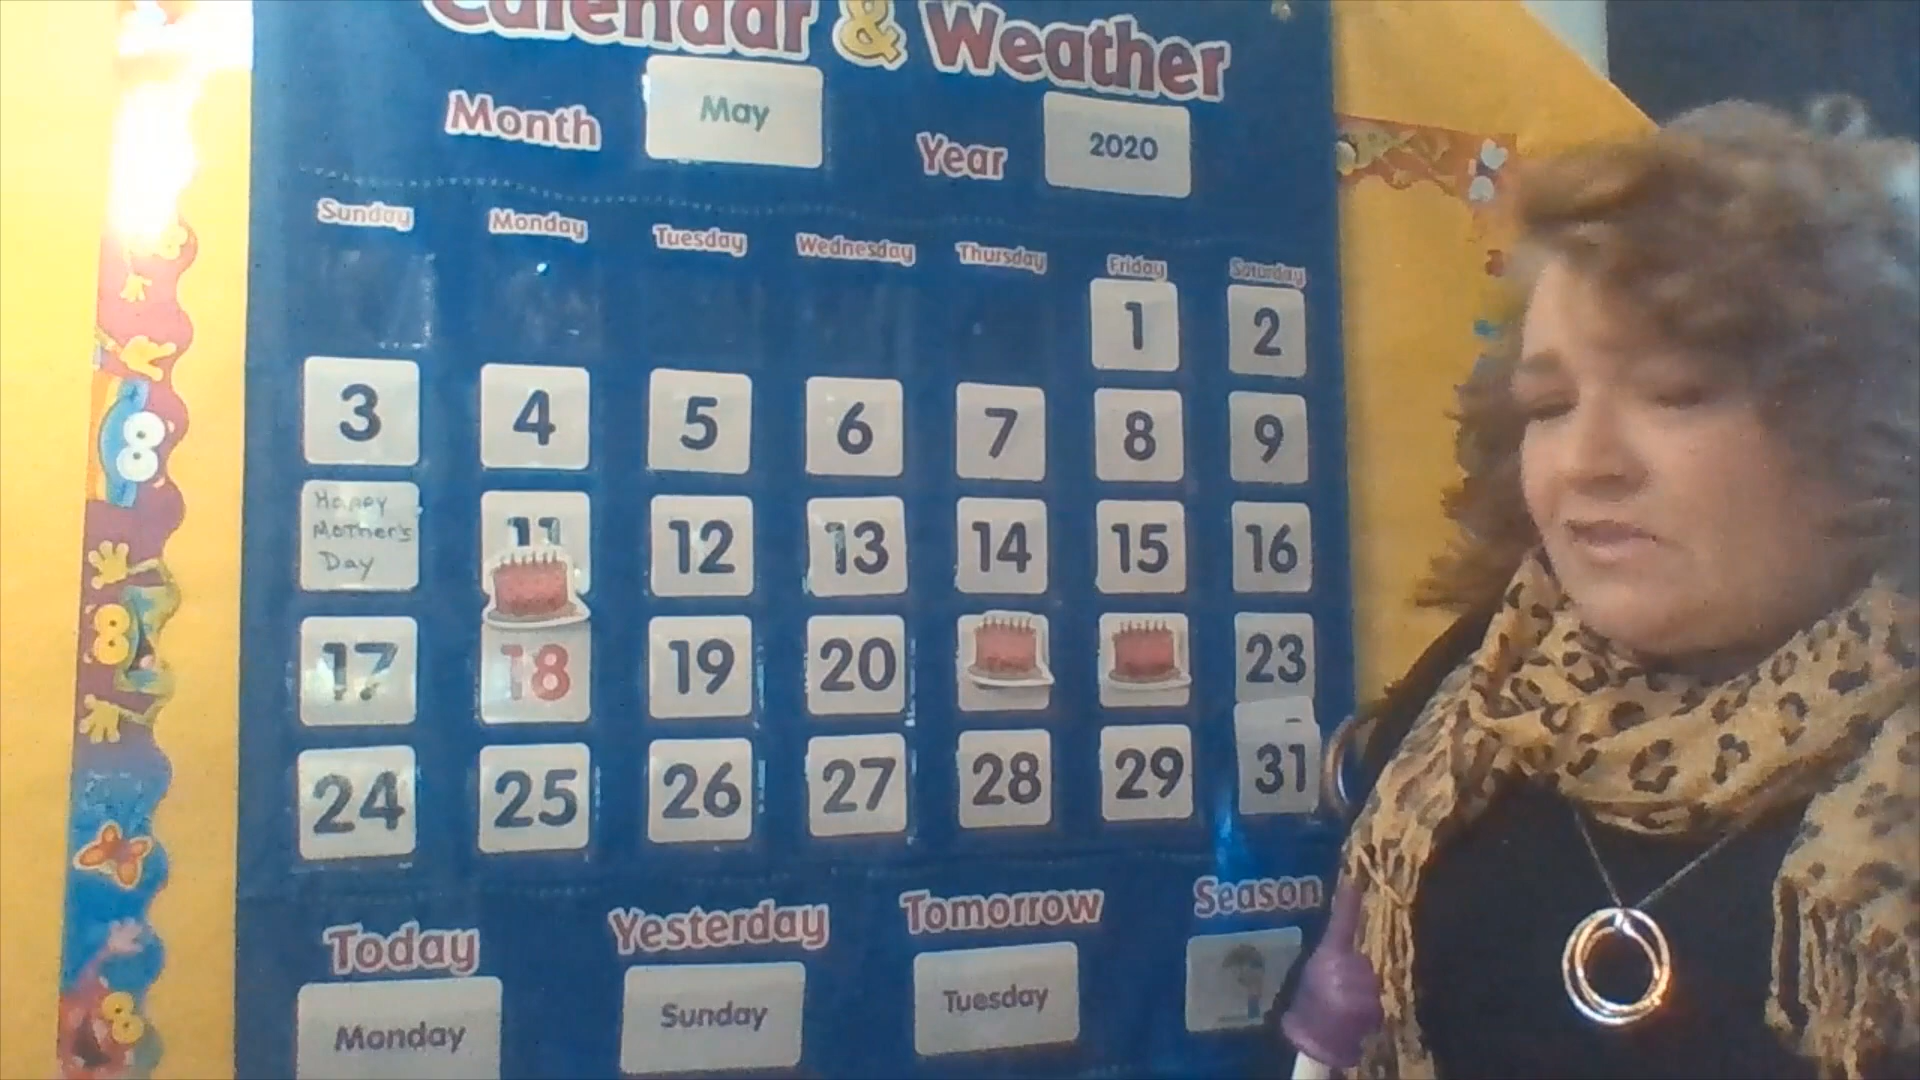 Calendar & Weather
Month May
Year 2020
Sunday Monday Tuesday Wednesday Thursday Friday Saturday
1 2
3 4 5 6 7 8 9
Happy
Mother's
Day
11 12 13 14 15 16
17 18 19 20 23
24 25 26 27 28 29 31
Today Yesterday Tomorrow Season
Monday Sunday Tuesday